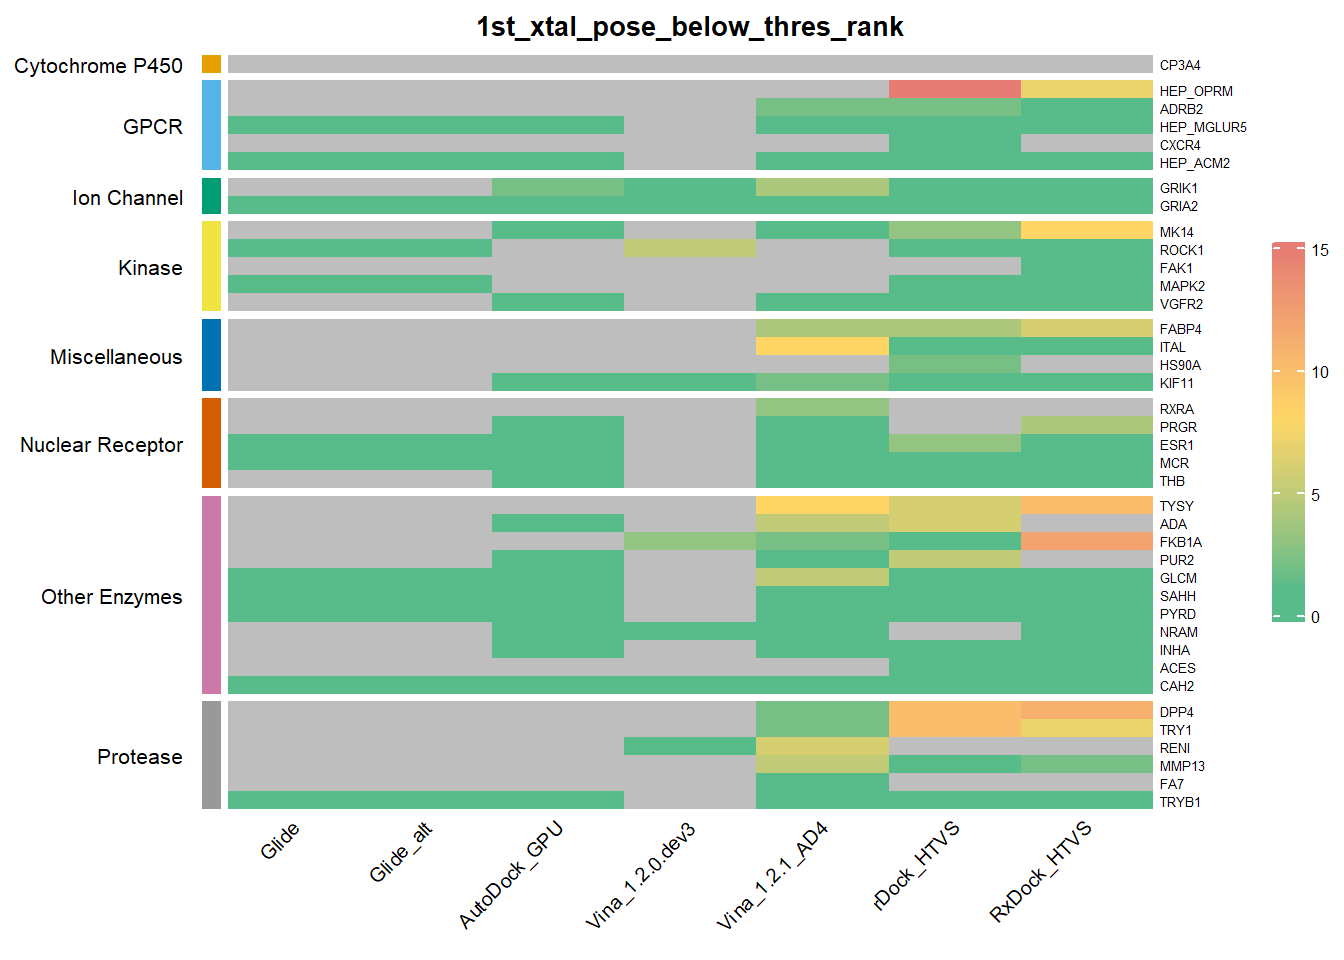 1st_xtal_pose_below_thres_rank
Cytochrome P450
CP3A4
GPCR
HEP_OPRM
ADRB2
HEP_MGLUR5
CXCR4
HEP_ACM2
Ion Channel
GRIK1
GRIA2
Kinase
MK14
ROCK1
FAK1
MAPK2
VGFR2
Miscellaneous
FABP4
ITAL
HS90A
KIF11
Nuclear Receptor
RXRA
PRGR
ESR1
MCR
THB
Other Enzymes
TYSY
ADA
FKB1A
PUR2
GLCM
SAHH
PYRD
NRAM
INHA
ACES
CAH2
Protease
DPP4
TRY1
RENI
MMP13
FA7
TRYB1
15
10
5
0
Glide
Glide_alt
AutoDock_GPU
Vina_1.2.0.dev3
Vina_1.2.1_AD4
rDock_HTVS
RxDock_HTVS